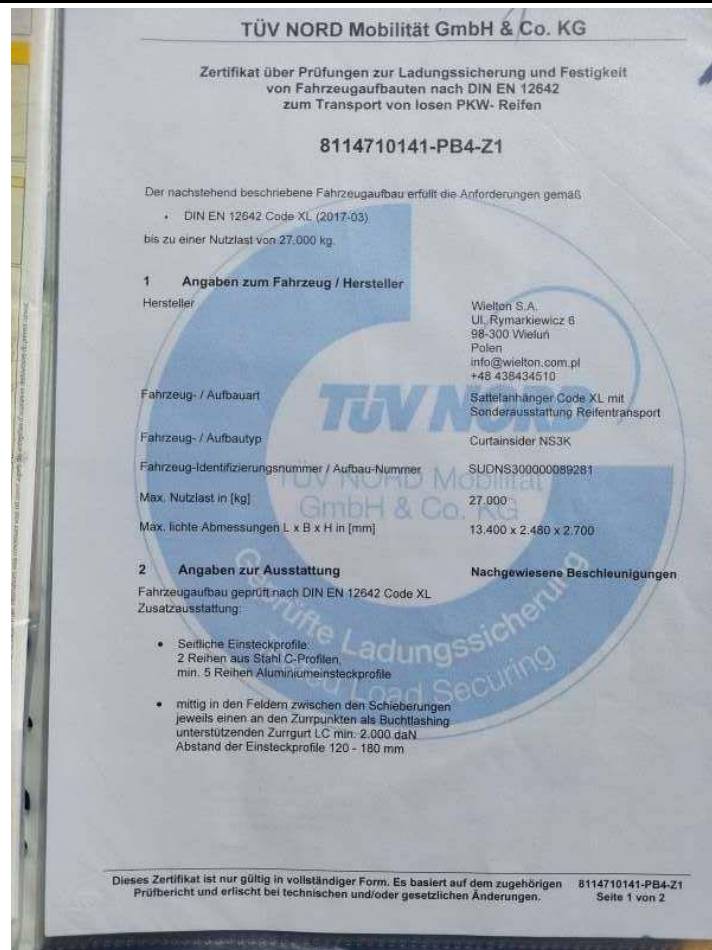 TÜV NORD Mobilität GmbH & Co. KG
Zertifikat über Prüfungen zur Ladungssicherung und Festigkeit
von Fahrzeugaufbauten nach DIN EN 12642
zum Transport von losen PKW- Reifen
8114710141-PB4-Z1
Der nachstehend beschriebene Fahrzeugaufbau erfüllt die Anforderungen gemäß
• DIN EN 12642 Code XL (2017-03)
bis zu einer Nutzlast von 27.000 kg.
1 Angaben zum Fahrzeug / Hersteller
Hersteller Wielton S.A.
Ul. Rymarkiewicz 6
98-300 Wieluń
Polen
info@wielton.com.pl
+48 438434510
Fahrzeug- / Aufbauart Sattelanhänger Code XL mit
Sonderausstattung Reifentransport
Fahrzeug- / Aufbautyp Curtainsider NS3K
Fahrzeug-Identifizierungsnummer / Aufbau-Nummer SUDNS300000089281
Max. Nutzlast in [kg] 27.000
Max. lichte Abmessungen L x B x H in [mm] 13.400 x 2.480 x 2.700
TÜV NORD
TÜV NORD Mobilität
GmbH & Co. KG
Geprüfte Ladungssicherung
Load Securing
2 Angaben zur Ausstattung Nachgewiesene Beschleunigungen
Fahrzeugaufbau geprüft nach DIN EN 12642 Code XL
Zusatzausstattung:
• Seitliche Einsteckprofile:
2 Reihen aus Stahl C-Profilen,
min. 5 Reihen Aluminiumeinsteckprofile
• mittig in den Feldern zwischen den Schieberungen
jeweils einen an den Zurrpunkten als Buchtlashing
unterstützenden Zurrgurt LC min. 2.000 daN
Abstand der Einsteckprofile 120 - 180 mm
Dieses Zertifikat ist nur gültig in vollständiger Form. Es basiert auf dem zugehörigen 8114710141-PB4-Z1
Prüfbericht und erlischt bei technischen und/oder gesetzlichen Änderungen. Seite 1 von 2